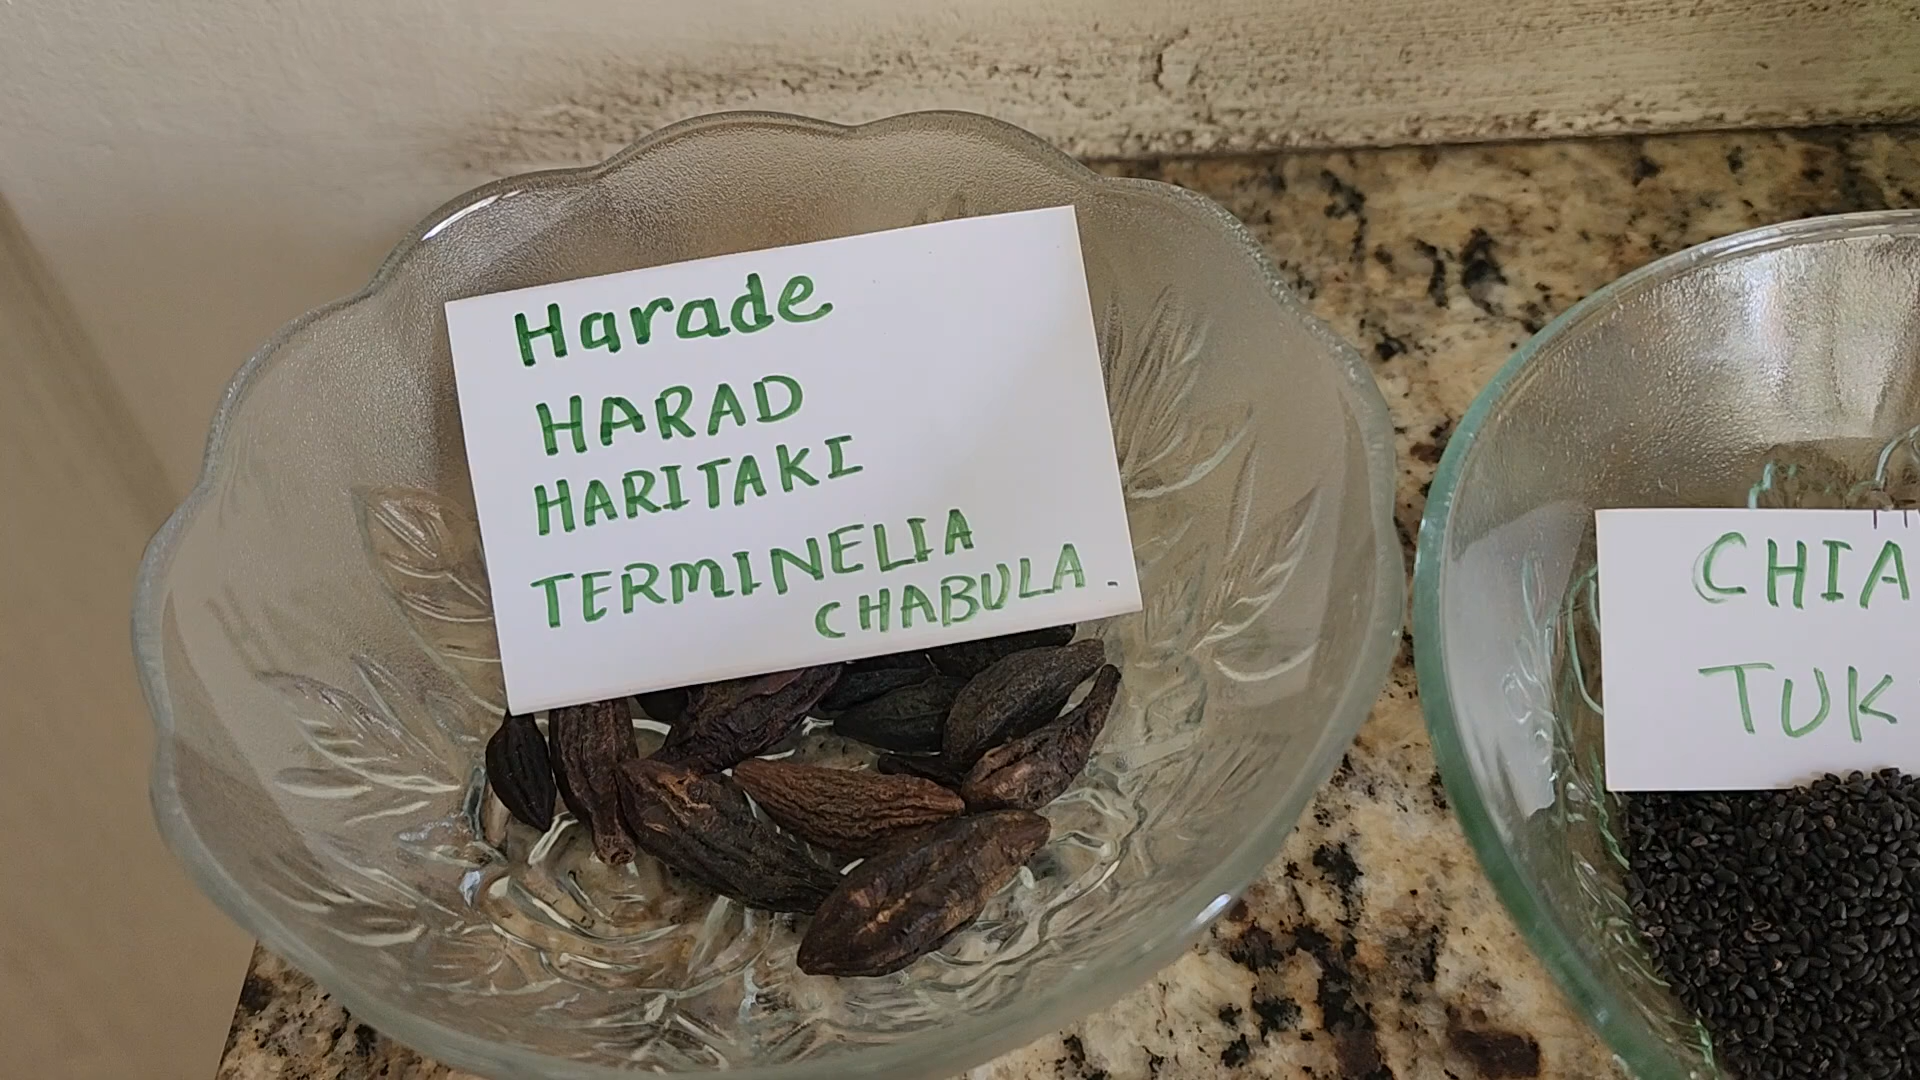 Harade
HARAD
HARITAKI
TERMINELIA
CHABULA.
CHIA
TUK